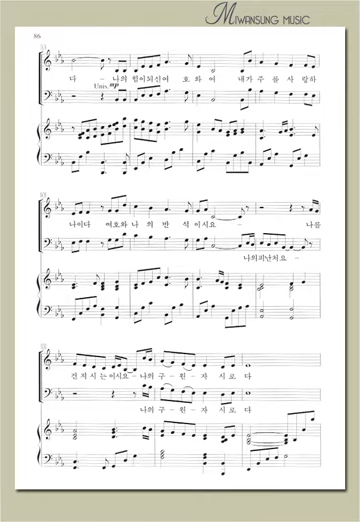 MIWANSUNG MUSIC
86
다 - 나의 힘이 되신 여 호와 여 내가 주 를 사 랑 하
Unis. mp
나이다 여호와 나 의 반 석 이시요 - 나를
나의 피난처 요 -
건 지 시 는 이시요 - 나의 구 - 원 - 자 시 로 다
나의 구 - 원 - 자 시 로 다